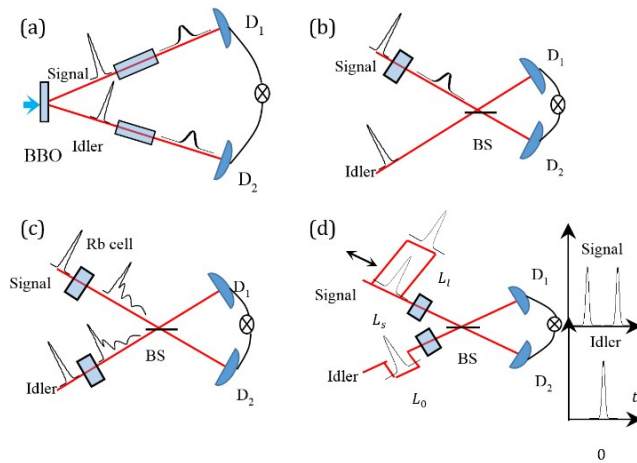 (a)
Signal
D1
BBO
Idler
D2
(b)
Signal
D1
BS
Idler
D2
(c)
Rb cell
Signal
D1
BS
Idler
D2
(d)
Signal
Ll
D1
Ls
BS
Idler
L0
D2
Signal
Idler
t
0